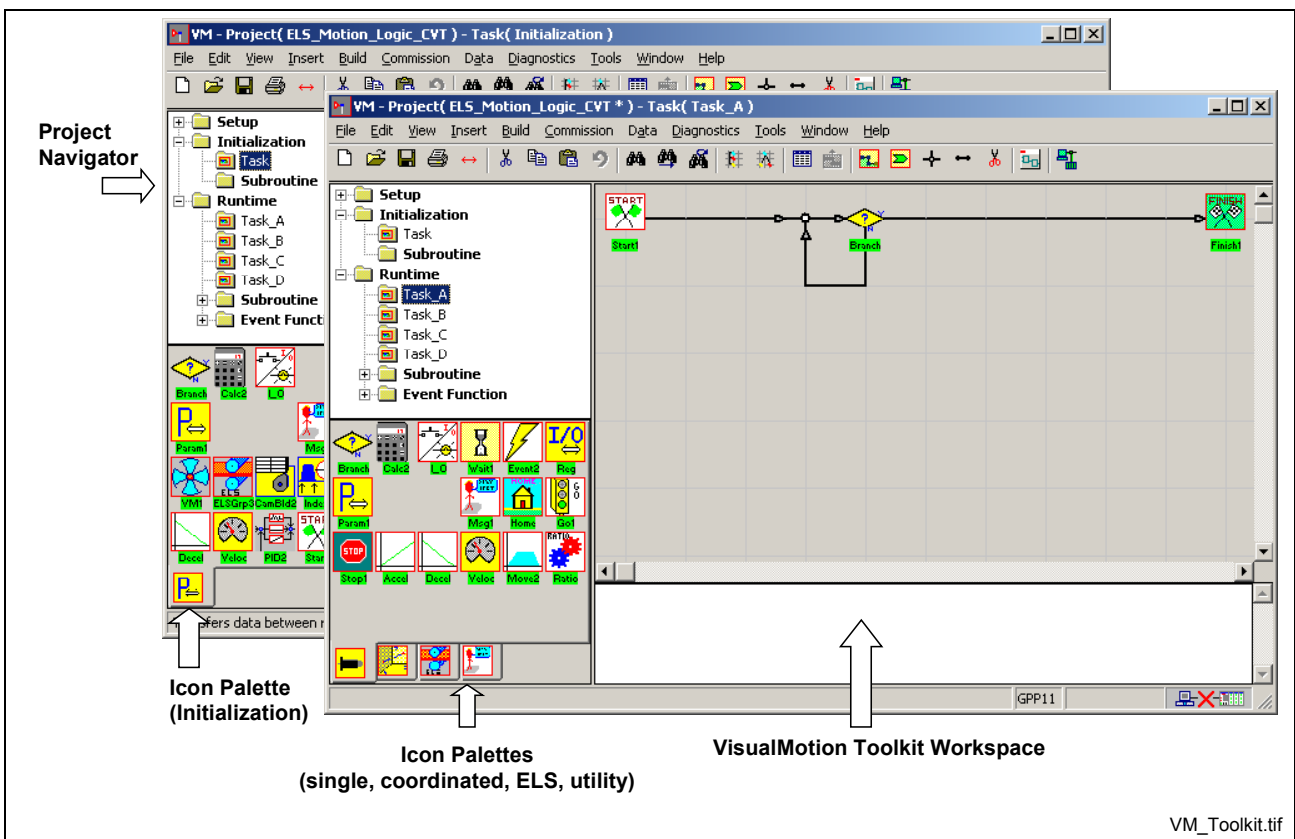 VM - Project( ELS_Motion_Logic_CVT ) - Task( Initialization )
File Edit View Insert Build Commission Data Diagnostics Tools Window Help
Project
Navigator
Setup
Initialization
Task
Subroutine
Runtime
Task_A
Task_B
Task_C
Task_D
Subroutine
Event Functi
Branch Calc2 I_O
Param1
VM1 ELSGrp3 CamBld2
Decel Veloc PID2
VM - Project( ELS_Motion_Logic_CVT * ) - Task( Task_A )
File Edit View Insert Build Commission Data Diagnostics Tools Window Help
Setup
Initialization
Task
Subroutine
Runtime
Task_A
Task_B
Task_C
Task_D
Subroutine
Event Function
Branch Calc2 I_O Wait1 Event2 Reg
I/O
Param1 Msg1 Home Go1
HOME
GO
STOP
RATIO
Stop1 Accel Decel Veloc Move2 Ratio
START
Start1
Branch
FINISH
Finish1
GPP11
Icon Palette
(Initialization)
Icon Palettes
(single, coordinated, ELS, utility)
VisualMotion Toolkit Workspace
VM_Toolkit.tif